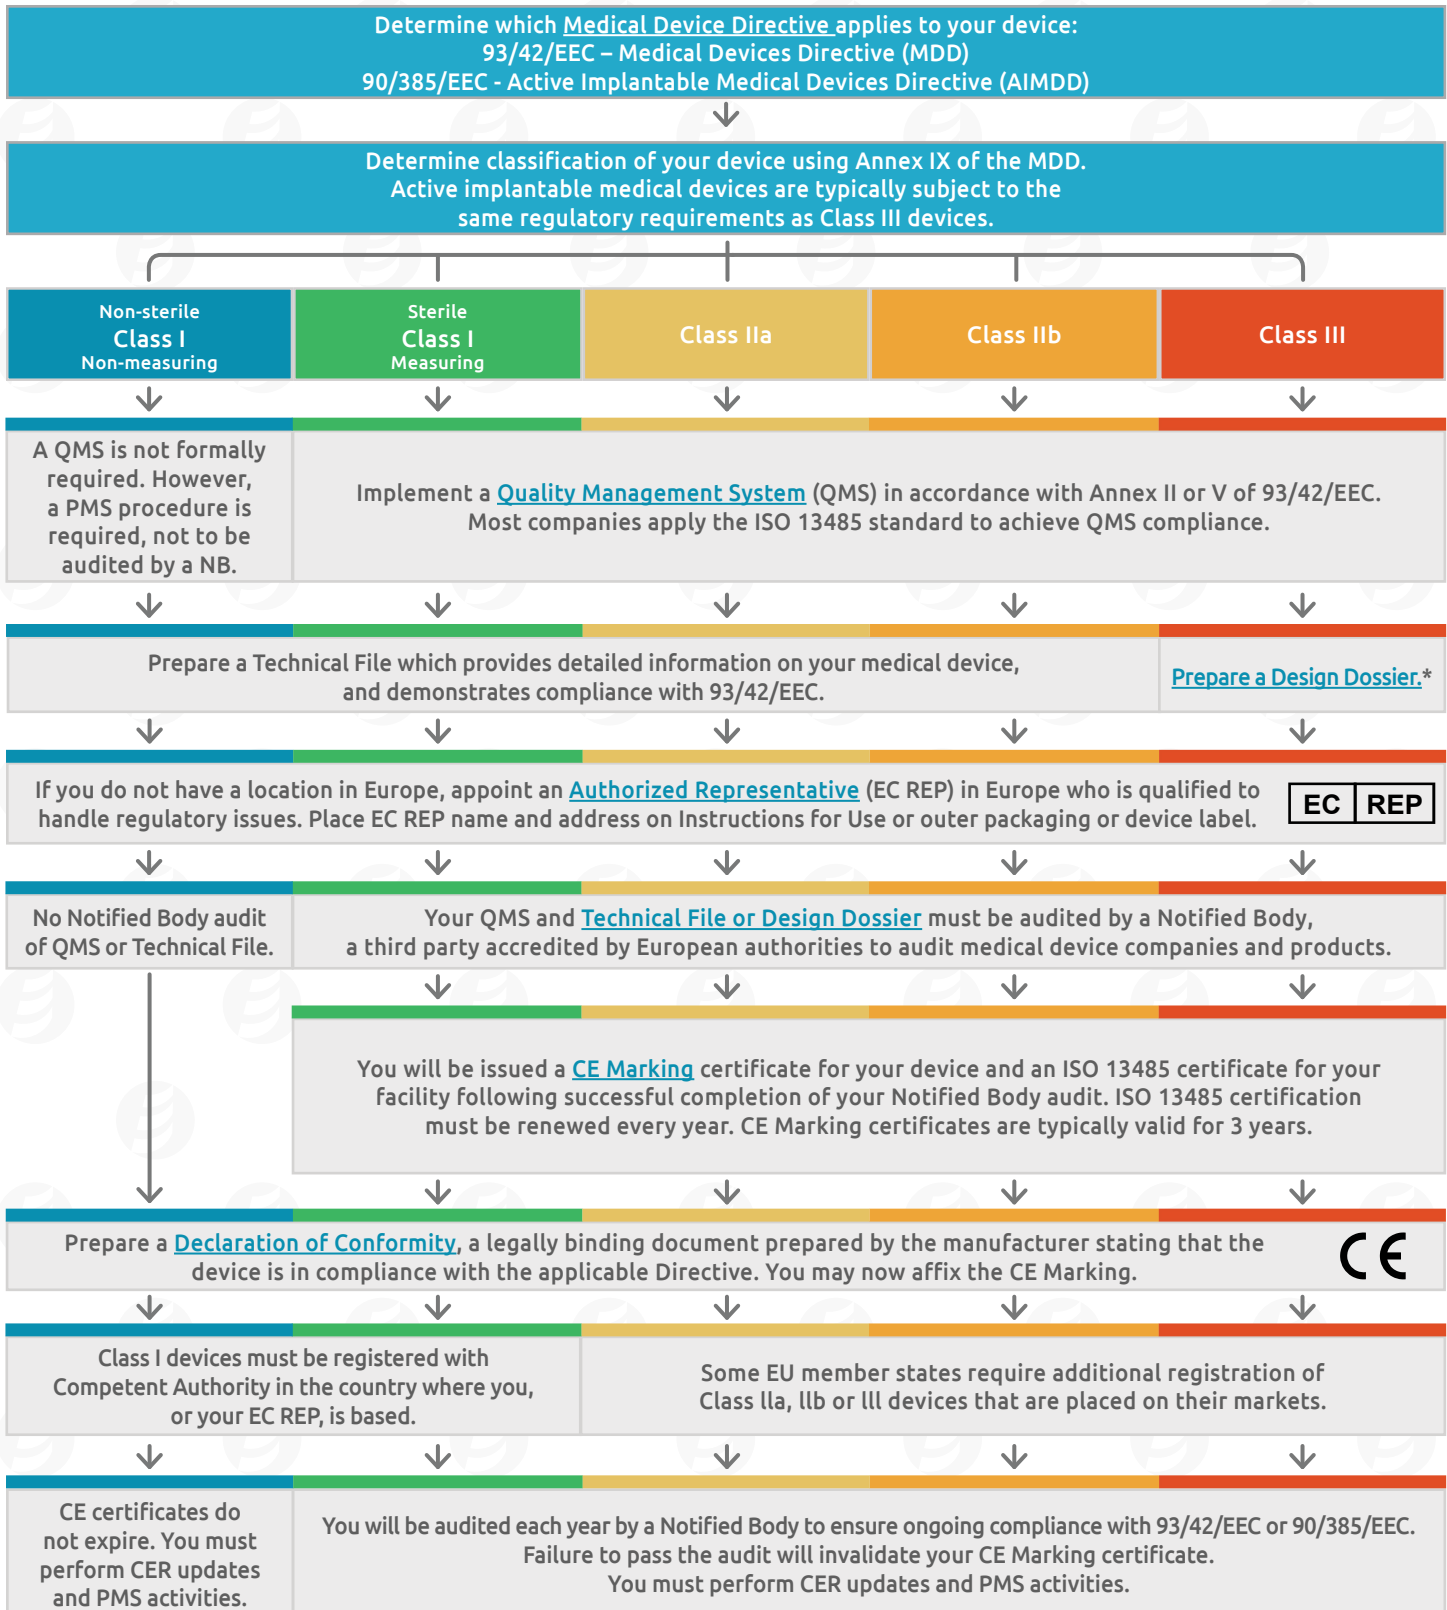 Determine which Medical Device Directive applies to your device:
93/42/EEC – Medical Devices Directive (MDD)
90/385/EEC - Active Implantable Medical Devices Directive (AIMDD)
Determine classification of your device using Annex IX of the MDD.
Active implantable medical devices are typically subject to the
same regulatory requirements as Class III devices.
Non-sterile
Class I
Non-measuring
Sterile
Class I
Measuring
Class IIa
Class IIb
Class III
A QMS is not formally
required. However,
a PMS procedure is
required, not to be
audited by a NB.
Implement a Quality Management System (QMS) in accordance with Annex II or V of 93/42/EEC.
Most companies apply the ISO 13485 standard to achieve QMS compliance.
Prepare a Technical File which provides detailed information on your medical device,
and demonstrates compliance with 93/42/EEC.
Prepare a Design Dossier.*
If you do not have a location in Europe, appoint an Authorized Representative (EC REP) in Europe who is qualified to
handle regulatory issues. Place EC REP name and address on Instructions for Use or outer packaging or device label.
EC REP
No Notified Body audit
of QMS or Technical File.
Your QMS and Technical File or Design Dossier must be audited by a Notified Body,
a third party accredited by European authorities to audit medical device companies and products.
You will be issued a CE Marking certificate for your device and an ISO 13485 certificate for your
facility following successful completion of your Notified Body audit. ISO 13485 certification
must be renewed every year. CE Marking certificates are typically valid for 3 years.
Prepare a Declaration of Conformity, a legally binding document prepared by the manufacturer stating that the
device is in compliance with the applicable Directive. You may now affix the CE Marking.
CE
Class I devices must be registered with
Competent Authority in the country where you,
or your EC REP, is based.
Some EU member states require additional registration of
Class lla, llb or lll devices that are placed on their markets.
CE certificates do
not expire. You must
perform CER updates
and PMS activities.
You will be audited each year by a Notified Body to ensure ongoing compliance with 93/42/EEC or 90/385/EEC.
Failure to pass the audit will invalidate your CE Marking certificate.
You must perform CER updates and PMS activities.